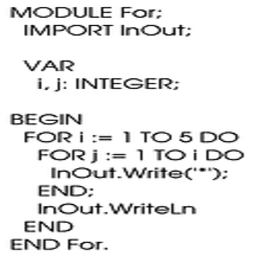 MODULE For;
IMPORT InOut;
VAR
i, j: INTEGER;
BEGIN
FOR i := 1 TO 5 DO
FOR j := 1 TO i DO
InOut.Write('*');
END;
InOut.WriteLn
END
END For.